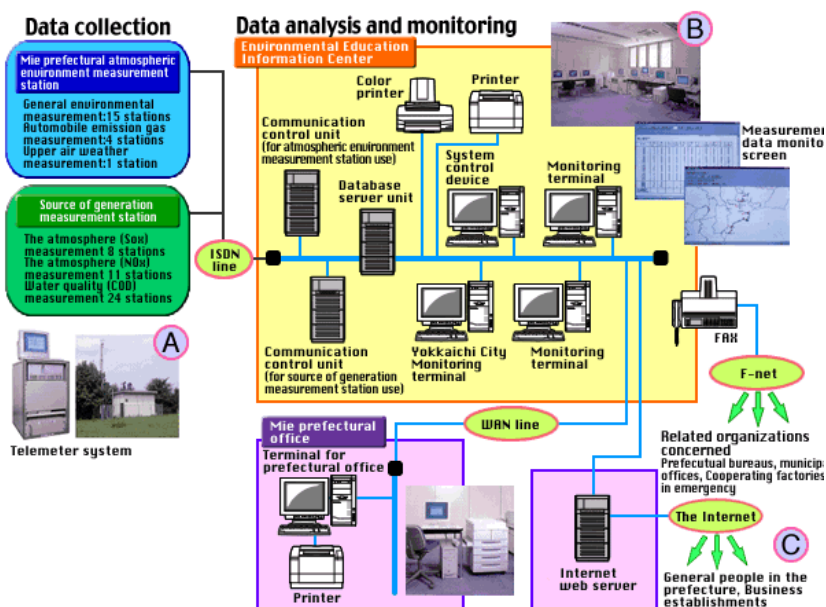 Data collection
Mie prefectural atmospheric
environment measurement
station
General environmental
measurement:15 stations
Automobile emission gas
measurement:4 stations
Upper air weather
measurement:1 station
Source of generation
measurement station
The atmosphere (Sox)
measurement 8 stations
The atmosphere (NOx)
measurement 11 stations
Water quality (COD)
measurement 24 stations
ISDN
line
A
Telemeter system
Data analysis and monitoring
Environmental Education
Information Center
Color
printer
Printer
Communication
control unit
(for atmospheric environment
measurement station use)
Database
server unit
System
control
device
Monitoring
terminal
B
Measuremen
data monito
screen
Communication
control unit
(for source of generation
measurement station use)
Yokkaichi City
Monitoring
terminal
Monitoring
terminal
FAX
F-net
Related organizations
concerned
Prefecutual bureaus, municipa
offices, Cooperating factories
in emergency
WAN line
Mie prefectural
office
Terminal for
prefectural office
Printer
Internet
web server
The Internet
C
General people in the
prefecture, Business
establishments